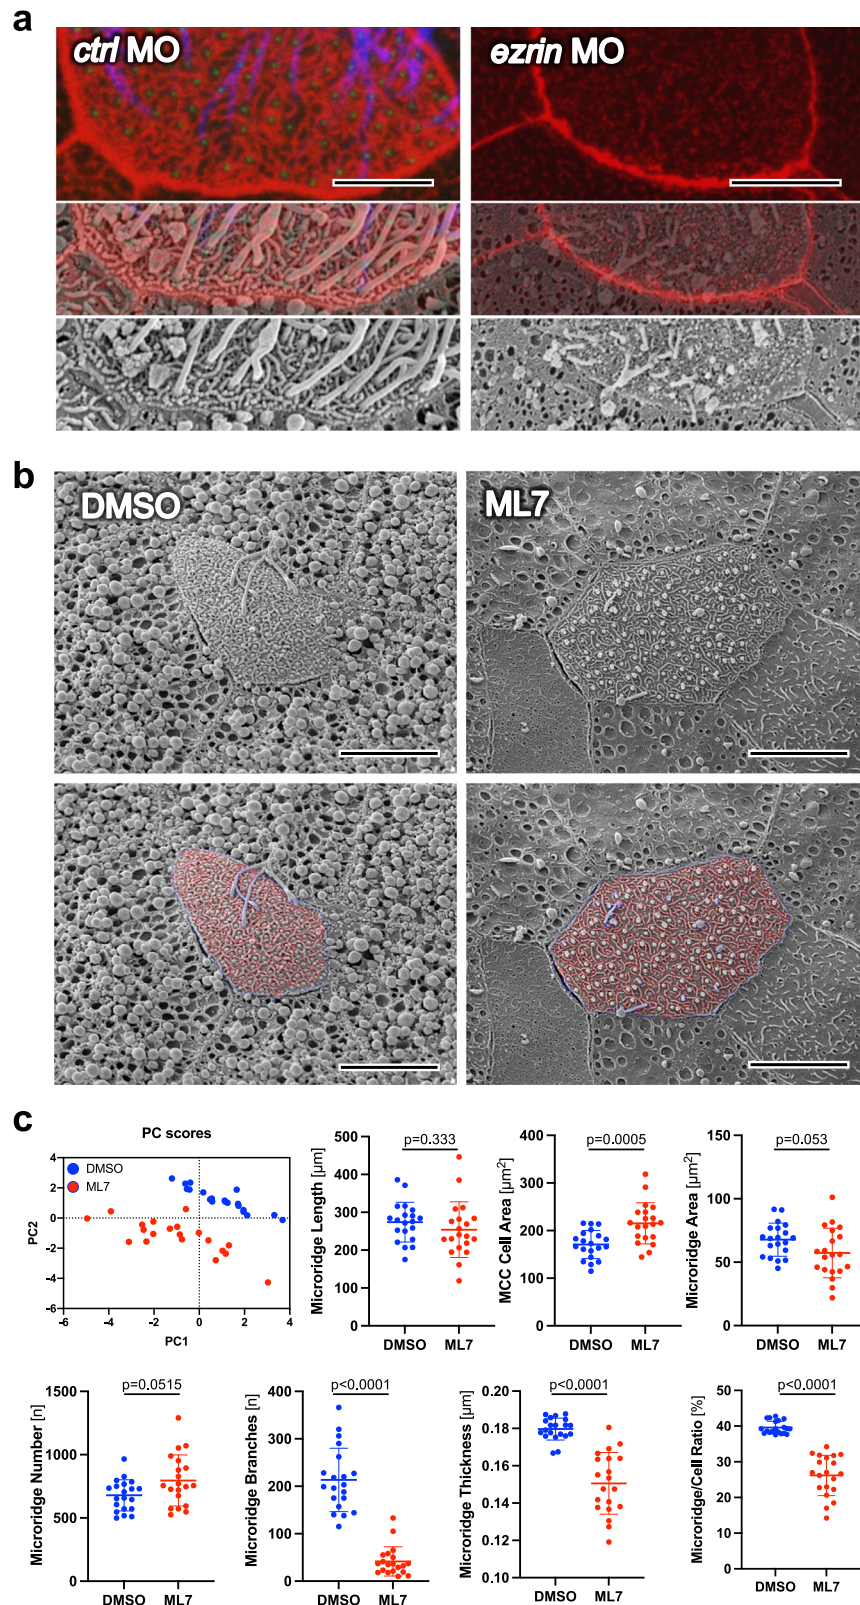 a
ctrl MO
ezrin MO
b
DMSO
ML7
c
PC scores
DMSO
ML7
4
2
0
-2
-4
-6
PC2
-6
-4
-2
0
2
4
PC1
Microridge Length [µm]
500
400
300
200
100
0
p=0.333
DMSO
ML7
MCC Cell Area [µm²]
400
300
200
100
0
p=0.0005
DMSO
ML7
Microridge Area [µm²]
150
100
50
0
p=0.053
DMSO
ML7
Microridge Number [n]
1500
1000
500
0
p=0.0515
DMSO
ML7
Microridge Branches [n]
400
300
200
100
0
p<0.0001
DMSO
ML7
Microridge Thickness [µm]
0.20
0.18
0.16
0.14
0.12
0.10
p<0.0001
DMSO
ML7
Microridge/Cell Ratio [%]
50
40
30
20
10
0
p<0.0001
DMSO
ML7